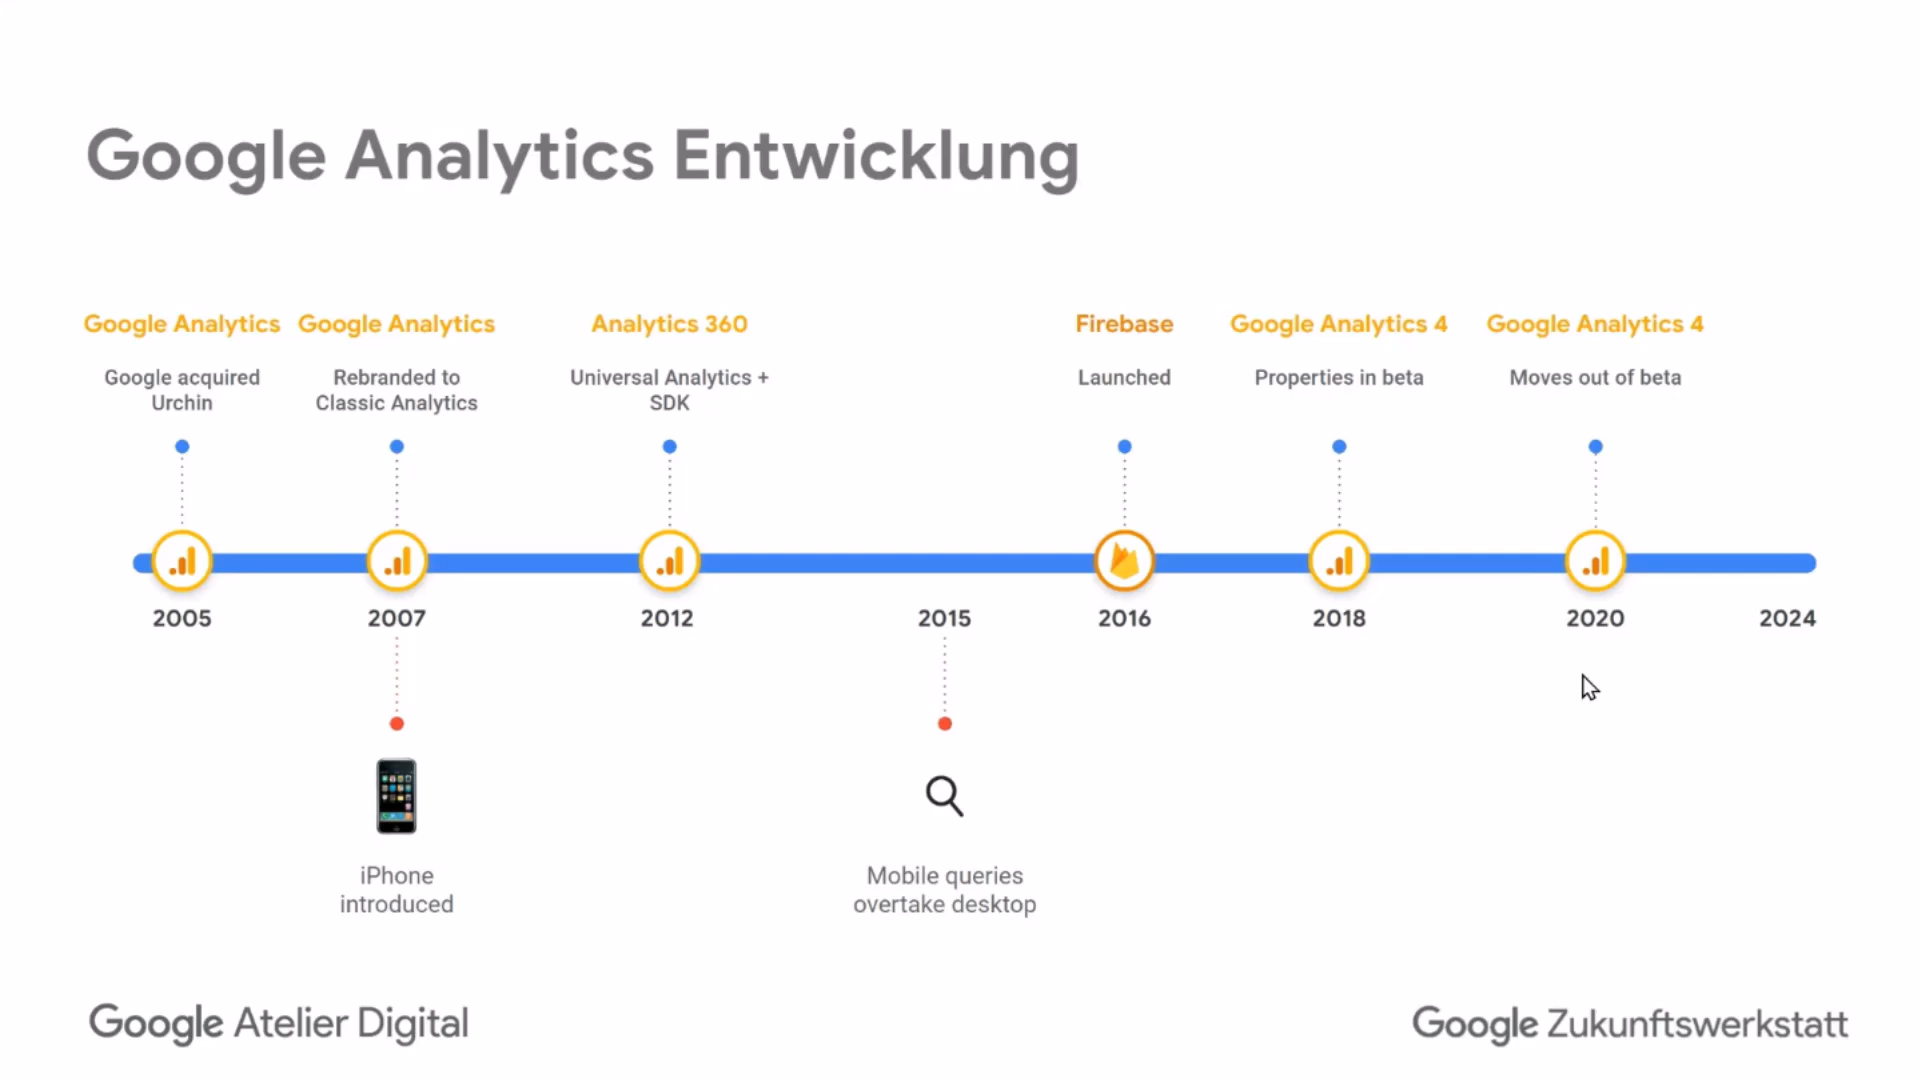 Google Analytics Entwicklung
Google Analytics
Google acquired
Urchin
Google Analytics
Rebranded to
Classic Analytics
Analytics 360
Universal Analytics +
SDK
Firebase
Launched
Google Analytics 4
Properties in beta
Google Analytics 4
Moves out of beta
2005
2007
2012
2015
2016
2018
2020
2024
iPhone
introduced
Mobile queries
overtake desktop
Google Atelier Digital
Google Zukunftswerkstatt